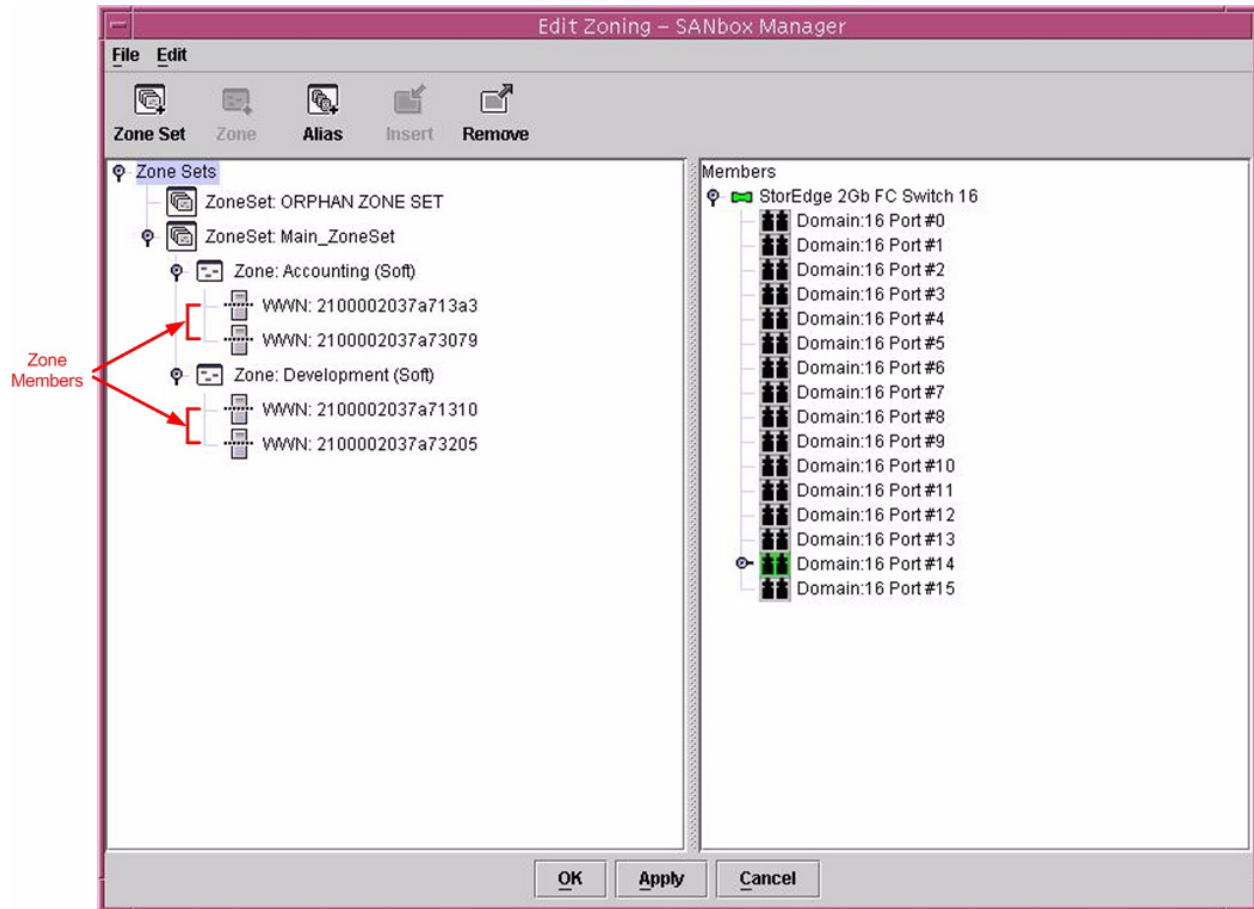 Edit Zoning – SANbox Manager
File Edit
Zone Set Zone Alias Insert Remove
Zone Sets
ZoneSet: ORPHAN ZONE SET
ZoneSet: Main_ZoneSet
Zone: Accounting (Soft)
WWN: 2100002037a713a3
WWN: 2100002037a73079
Zone: Development (Soft)
WWN: 2100002037a71310
WWN: 2100002037a73205
Zone
Members
Members
StorEdge 2Gb FC Switch 16
Domain:16 Port #0
Domain:16 Port #1
Domain:16 Port #2
Domain:16 Port #3
Domain:16 Port #4
Domain:16 Port #5
Domain:16 Port #6
Domain:16 Port #7
Domain:16 Port #8
Domain:16 Port #9
Domain:16 Port #10
Domain:16 Port #11
Domain:16 Port #12
Domain:16 Port #13
Domain:16 Port #14
Domain:16 Port #15
OK Apply Cancel